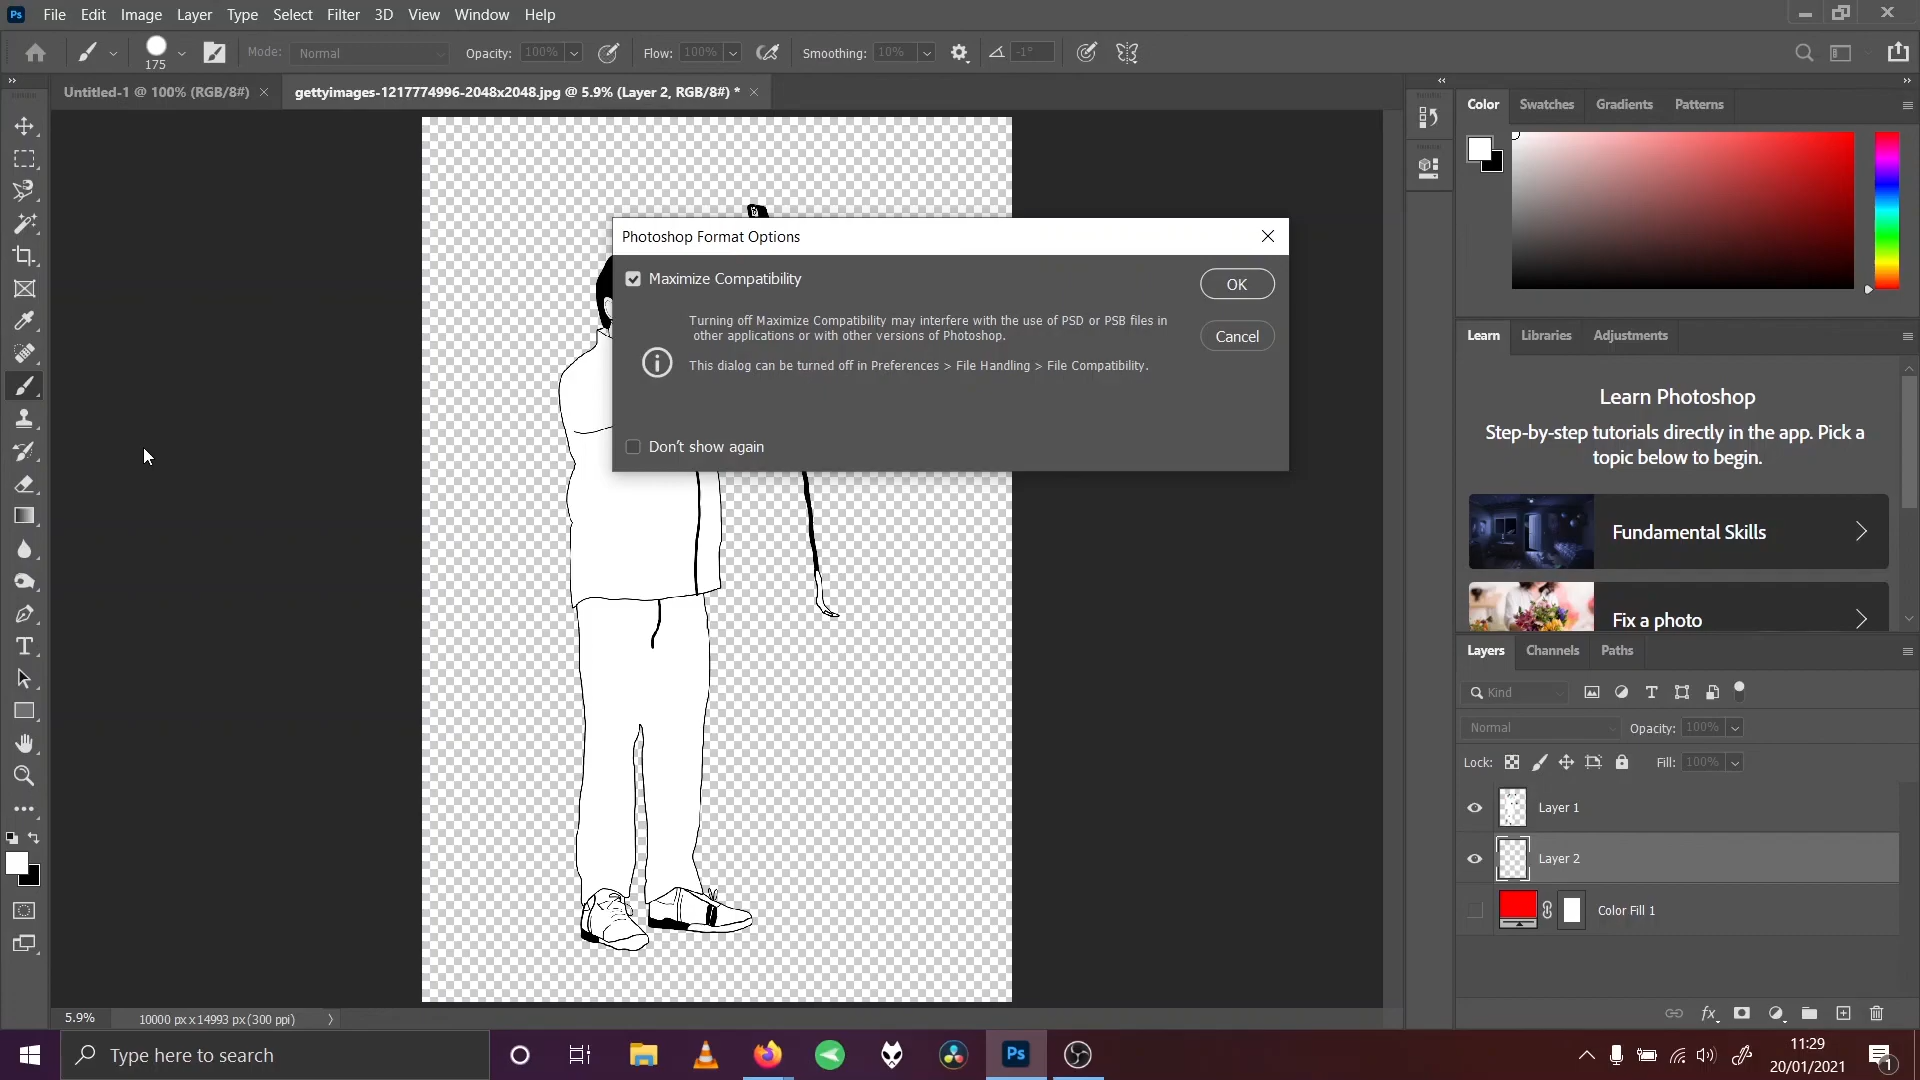 Ps File Edit Image Layer Type Select Filter 3D View Window Help
175 Mode: Normal Opacity: 100% Flow: 100% Smoothing: 10% -1°
Untitled-1 @ 100% (RGB/8#) gettyimages-1217774996-2048x2048.jpg @ 5.9% (Layer 2, RGB/8#) *
Color Swatches Gradients Patterns
Photoshop Format Options
Maximize Compatibility
OK
Turning off Maximize Compatibility may interfere with the use of PSD or PSB files in
other applications or with other versions of Photoshop.
Cancel
This dialog can be turned off in Preferences > File Handling > File Compatibility.
Don't show again
Learn Libraries Adjustments
Learn Photoshop
Step-by-step tutorials directly in the app. Pick a
topic below to begin.
Fundamental Skills
Fix a photo
Layers Channels Paths
Kind
Normal Opacity: 100%
Lock: Fill: 100%
Layer 1
Layer 2
Color Fill 1
fx
5.9% 10000 px x 14993 px (300 ppi)
Type here to search
Ps
11:29
20/01/2021
1